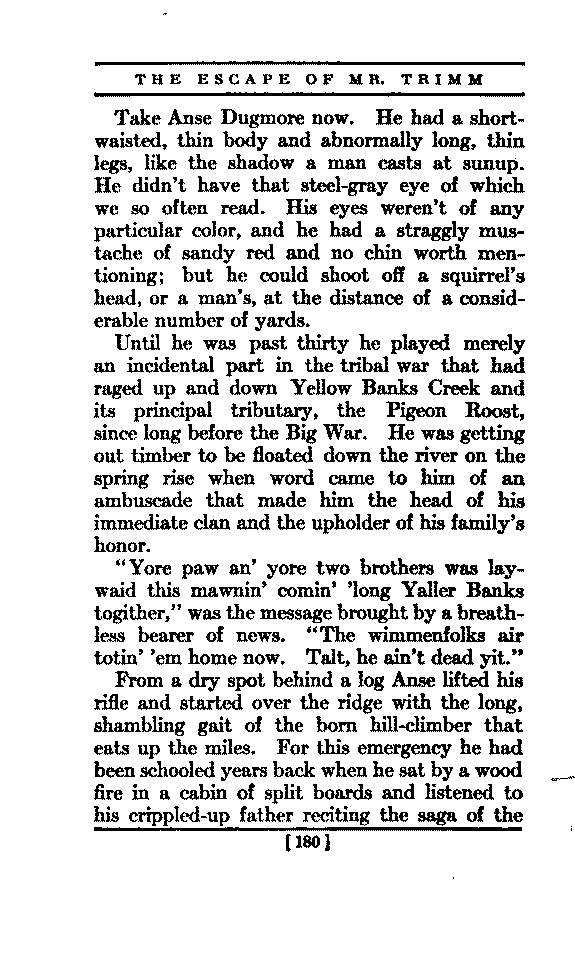 THE ESCAPE OF MR. TRIMM
Take Anse Dugmore now. He had a short-
waisted, thin body and abnormally long, thin
legs, like the shadow a man casts at sunup.
He didn't have that steel-gray eye of which
we so often read. His eyes weren't of any
particular color, and he had a straggly mus-
tache of sandy red and no chin worth men-
tioning; but he could shoot off a squirrel's
head, or a man's, at the distance of a consid-
erable number of yards.
Until he was past thirty he played merely
an incidental part in the tribal war that had
raged up and down Yellow Banks Creek and
its principal tributary, the Pigeon Roost,
since long before the Big War. He was getting
out timber to be floated down the river on the
spring rise when word came to him of an
ambuscade that made him the head of his
immediate clan and the upholder of his family's
honor.
"Yore paw an' yore two brothers was lay-
waid this mawnin' comin' 'long Yaller Banks
togither," was the message brought by a breath-
less bearer of news. "The wimmenfolks air
totin' 'em home now. Talt, he ain't dead yit."
From a dry spot behind a log Anse lifted his
rifle and started over the ridge with the long,
shambling gait of the born hill-climber that
eats up the miles. For this emergency he had
been schooled years back when he sat by a wood
fire in a cabin of split boards and listened to
his crippled-up father reciting the saga of the
[180]